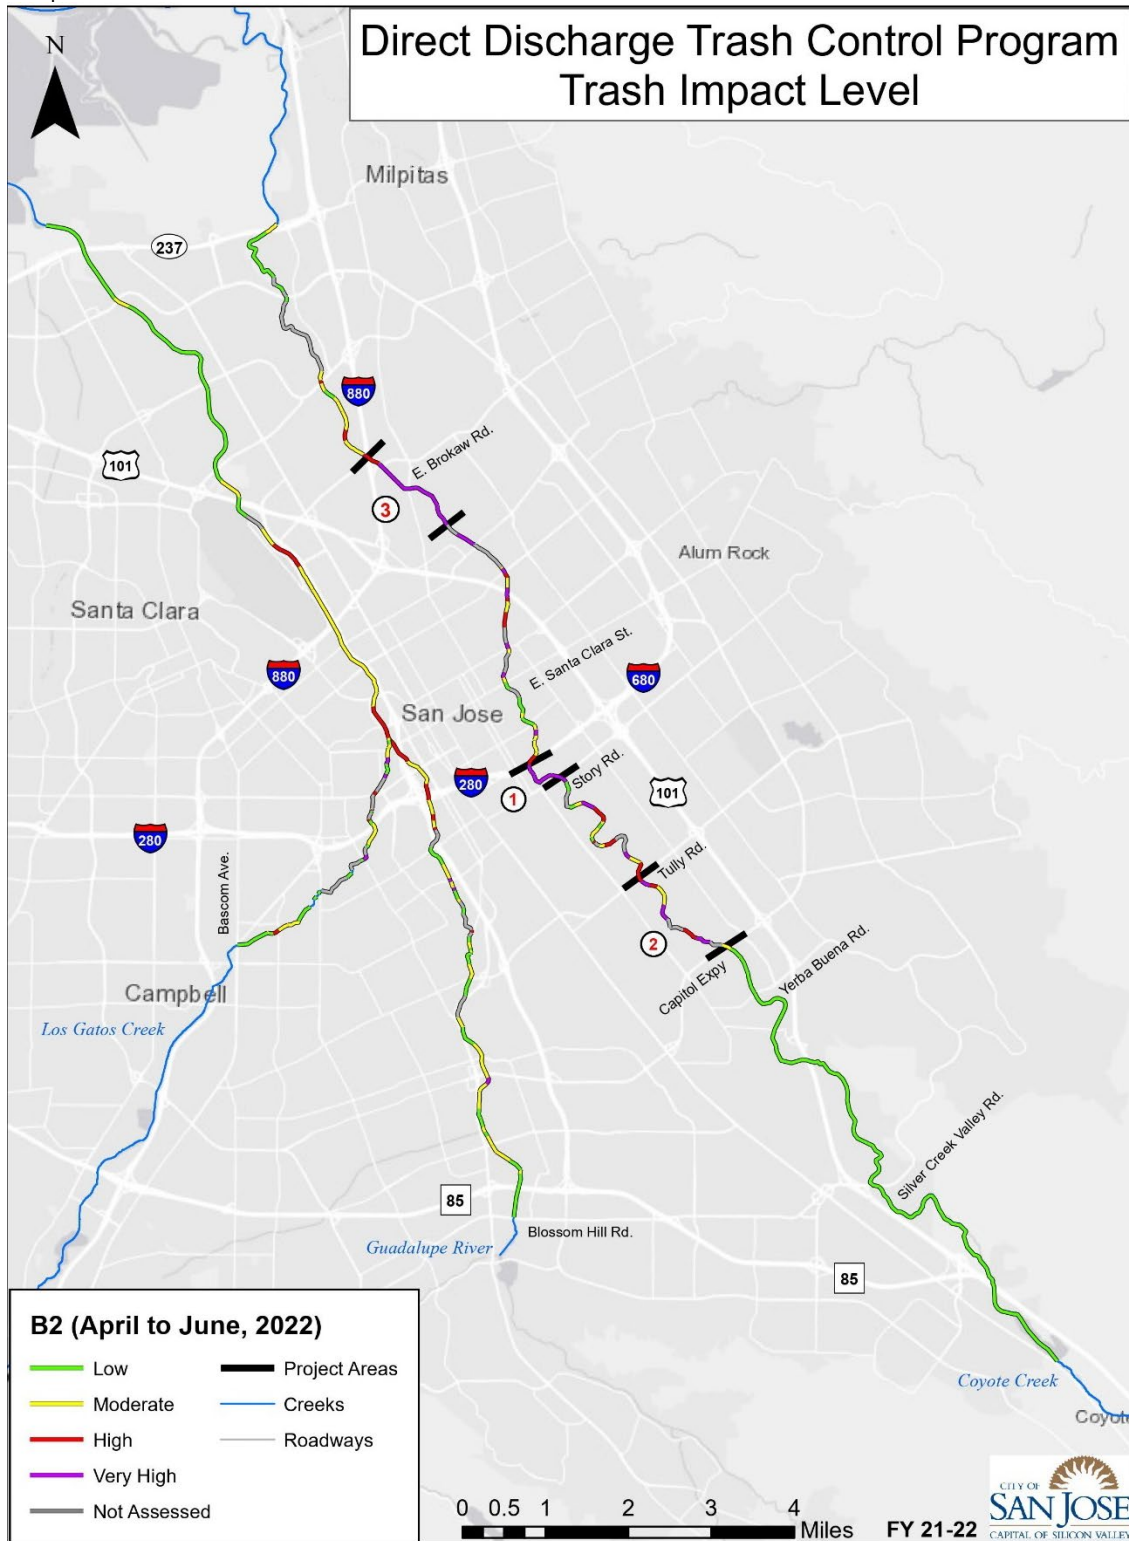 Direct Discharge Trash Control Program
Trash Impact Level
N
Milpitas
237
880
E. Brokaw Rd.
101
3
Alum Rock
Santa Clara
E. Santa Clara St.
880
680
San Jose
280
Story Rd.
101
1
280
Tully Rd.
Bascom Ave.
2
Capitol Expy
Yerba Buena Rd.
Campbell
Los Gatos Creek
Silver Creek Valley Rd.
85
Blossom Hill Rd.
Guadalupe River
85
B2 (April to June, 2022)
Low
Project Areas
Moderate
Creeks
High
Roadways
Very High
Not Assessed
Coyote Creek
Coyote
0 0.5 1 2 3 4
Miles
FY 21-22
CITY OF
SAN JOSE
CAPITAL OF SILICON VALLEY